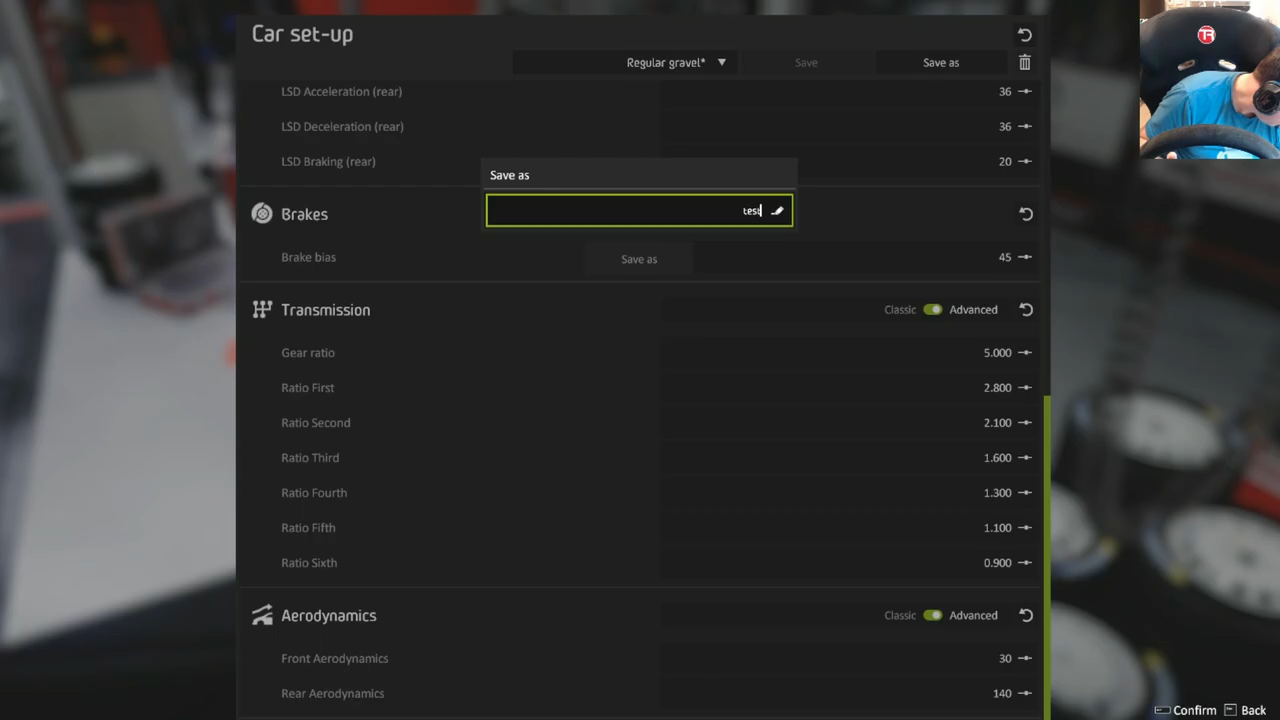 Car set-up
Regular gravel*
Save
Save as
LSD Acceleration (rear) 36
LSD Deceleration (rear) 36
LSD Braking (rear) 20
Save as
test
Save as
Brakes
Brake bias 45
Transmission Classic Advanced
Gear ratio 5.000
Ratio First 2.800
Ratio Second 2.100
Ratio Third 1.600
Ratio Fourth 1.300
Ratio Fifth 1.100
Ratio Sixth 0.900
Aerodynamics Classic Advanced
Front Aerodynamics 30
Rear Aerodynamics 140
Confirm Back
TR